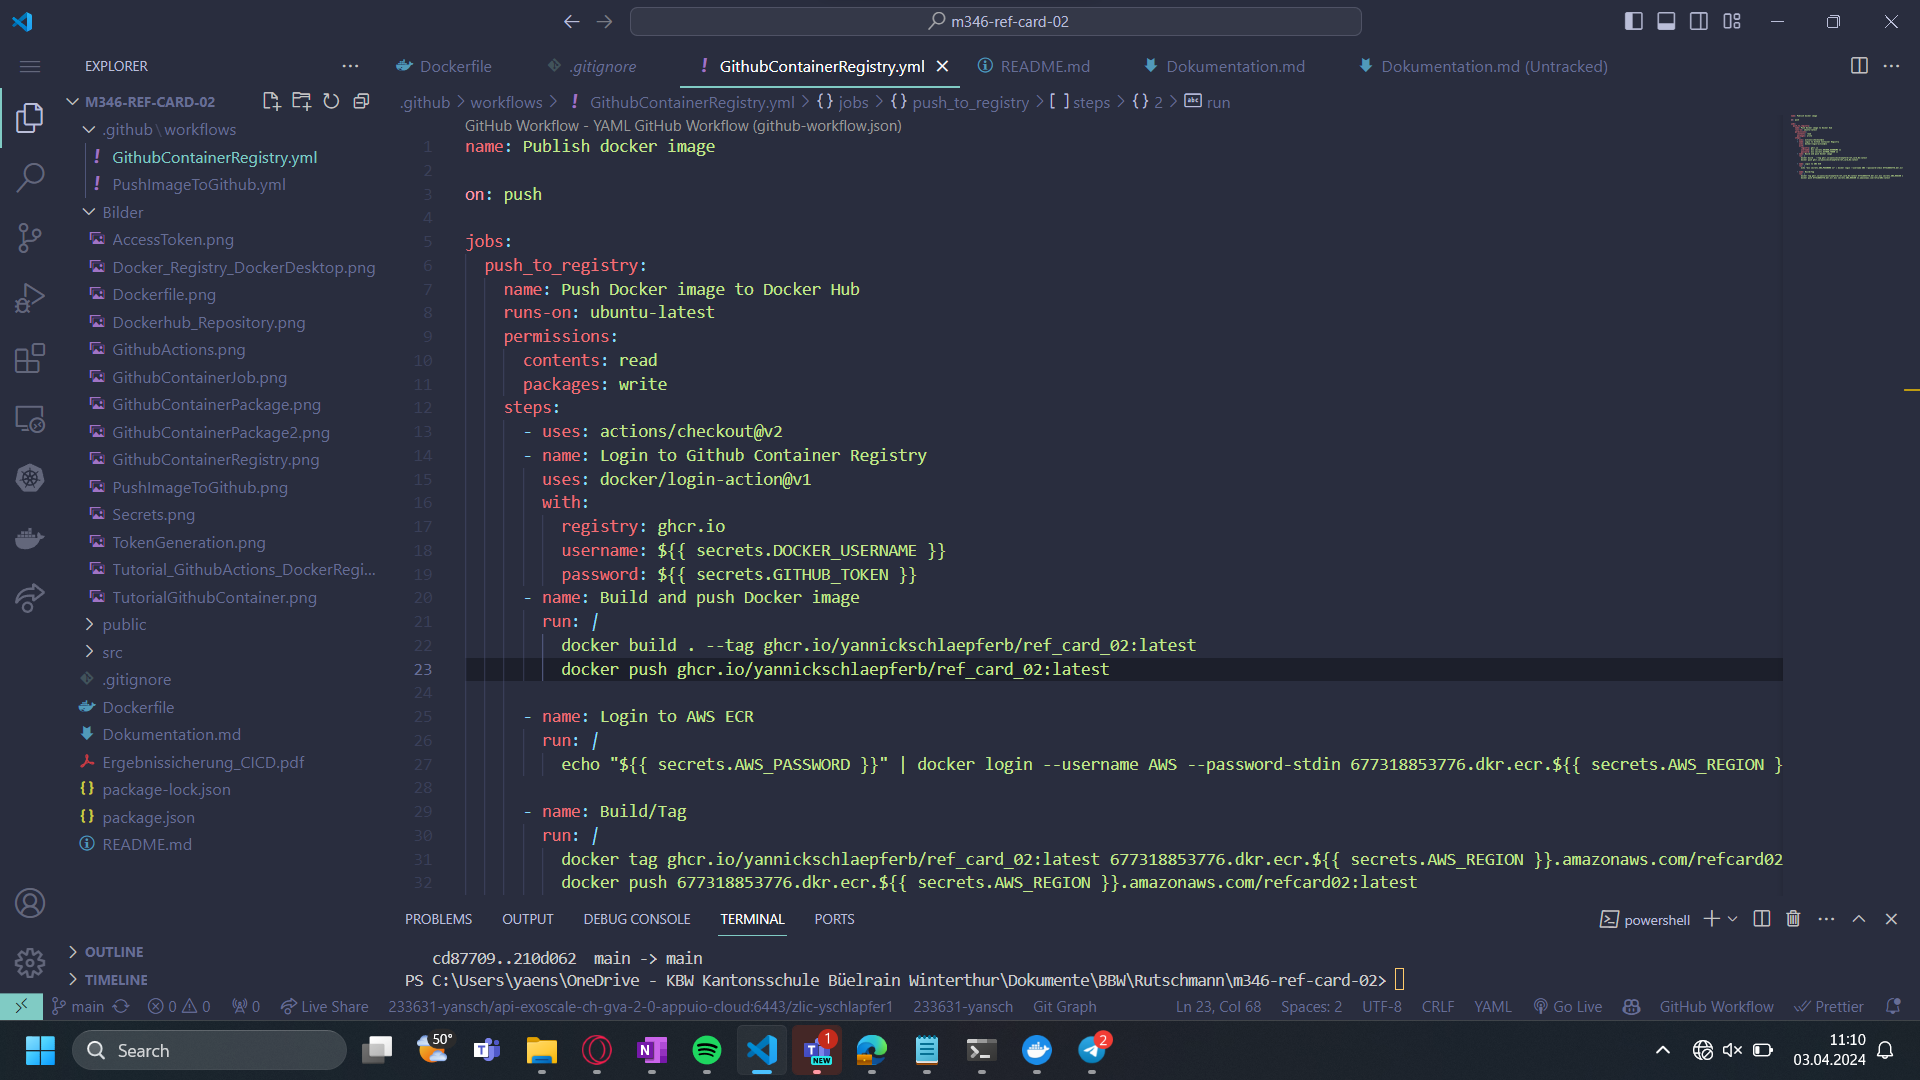 m346-ref-card-02
EXPLORER
Dockerfile
.gitignore
! GithubContainerRegistry.yml
README.md
Dokumentation.md
Dokumentation.md (Untracked)
M346-REF-CARD-02
.github > workflows > ! GithubContainerRegistry.yml > {} jobs > {} push_to_registry > [ ] steps > {} 2 > abc run
.github\workflows
! GithubContainerRegistry.yml
! PushImageToGithub.yml
Bilder
AccessToken.png
Docker_Registry_DockerDesktop.png
Dockerfile.png
Dockerhub_Repository.png
GithubActions.png
GithubContainerJob.png
GithubContainerPackage.png
GithubContainerPackage2.png
GithubContainerRegistry.png
PushImageToGithub.png
Secrets.png
TokenGeneration.png
Tutorial_GithubActions_DockerRegi...
TutorialGithubContainer.png
public
src
.gitignore
Dockerfile
Dokumentation.md
Ergebnissicherung_CICD.pdf
{} package-lock.json
{} package.json
README.md
OUTLINE
TIMELINE
GitHub Workflow - YAML GitHub Workflow (github-workflow.json)
1 name: Publish docker image
2
3 on: push
4
5 jobs:
6 push_to_registry:
7 name: Push Docker image to Docker Hub
8 runs-on: ubuntu-latest
9 permissions:
10 contents: read
11 packages: write
12 steps:
13 - uses: actions/checkout@v2
14 - name: Login to Github Container Registry
15 uses: docker/login-action@v1
16 with:
17 registry: ghcr.io
18 username: ${{ secrets.DOCKER_USERNAME }}
19 password: ${{ secrets.GITHUB_TOKEN }}
20 - name: Build and push Docker image
21 run: |
22 docker build . --tag ghcr.io/yannickschlaepferb/ref_card_02:latest
23 docker push ghcr.io/yannickschlaepferb/ref_card_02:latest
24
25 - name: Login to AWS ECR
26 run: |
27 echo "${{ secrets.AWS_PASSWORD }}" | docker login --username AWS --password-stdin 677318853776.dkr.ecr.${{ secrets.AWS_REGION }
28
29 - name: Build/Tag
30 run: |
31 docker tag ghcr.io/yannickschlaepferb/ref_card_02:latest 677318853776.dkr.ecr.${{ secrets.AWS_REGION }}.amazonaws.com/refcard02
32 docker push 677318853776.dkr.ecr.${{ secrets.AWS_REGION }}.amazonaws.com/refcard02:latest
PROBLEMS OUTPUT DEBUG CONSOLE TERMINAL PORTS
powershell
cd87709..210d062 main -> main
PS C:\Users\yaens\OneDrive - KBW Kantonsschule Büelrain Winterthur\Dokumente\BBW\Rutschmann\m346-ref-card-02>
main 0 0 0 Live Share 233631-yansch/api-exoscale-ch-gva-2-0-appuio-cloud:6443/zlic-yschlapfer1 233631-yansch Git Graph Ln 23, Col 68 Spaces: 2 UTF-8 CRLF YAML Go Live GitHub Workflow Prettier
Search
50°
1
NEW
2
11:10
03.04.2024